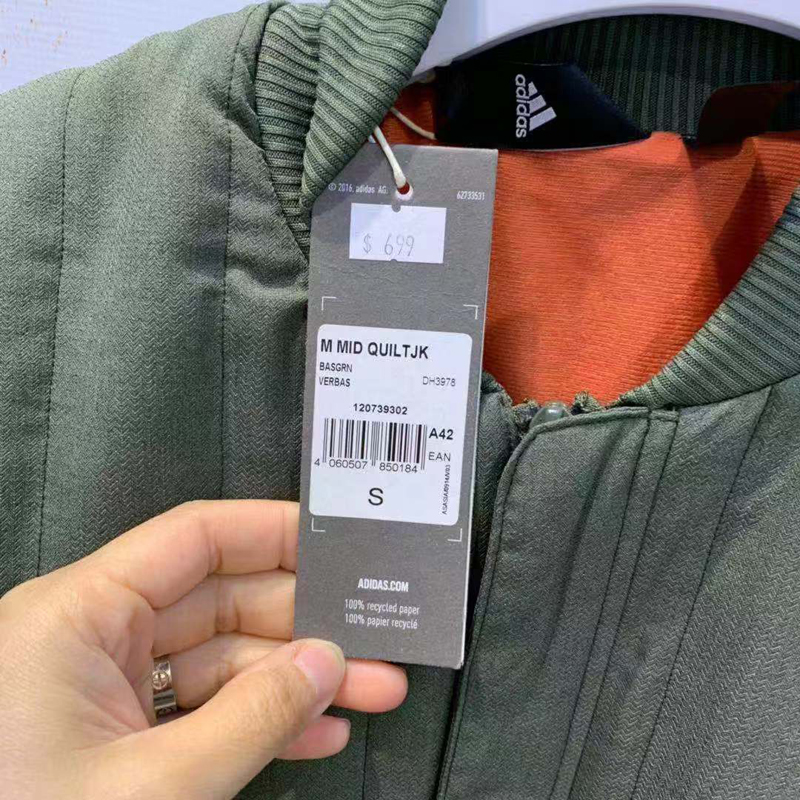 adidas
© 2016, adidas AG.
62733531
$ 699
M MID QUILTJK
BASGRN
VERBAS
DH3978
120739302
A42
EAN
4 060507 850184
S
ADIDAS.COM
100% recycled paper
100% papier recyclé